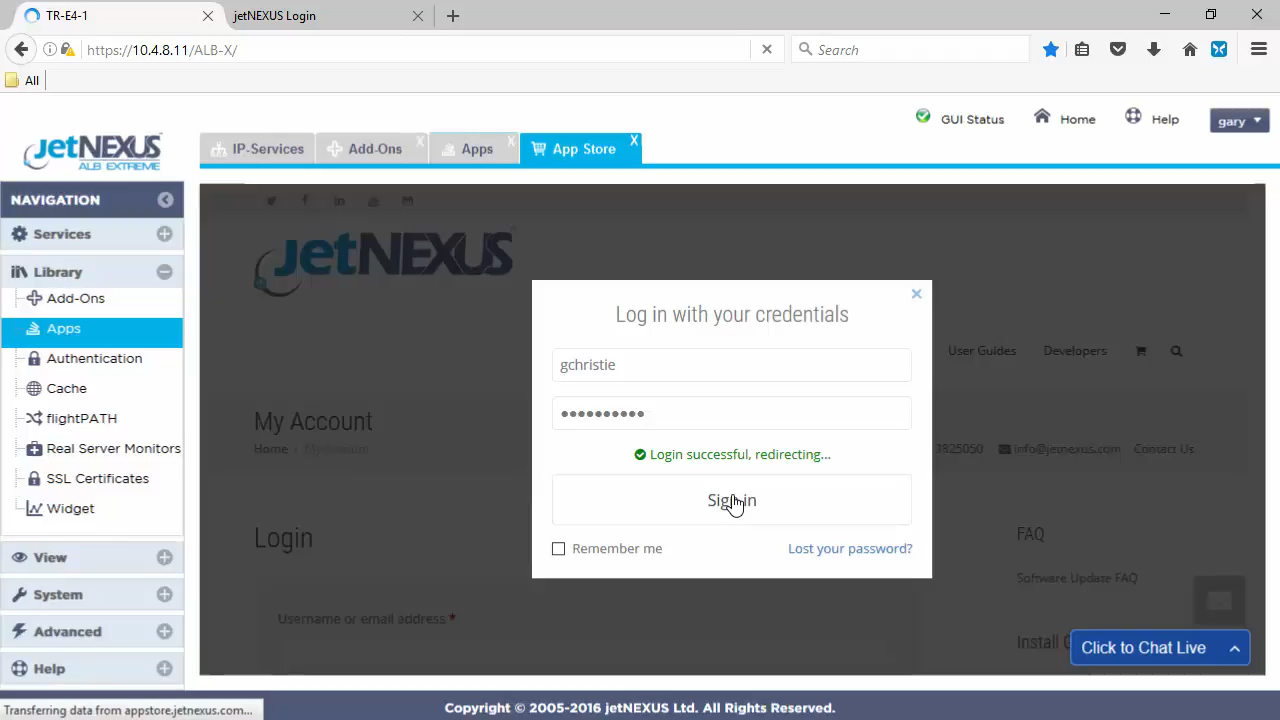 TR-E4-1
jetNEXUS Login
https://10.4.8.11/ALB-X/
Search
All
GUI Status
Home
Help
gary
jetNEXUS
ALB EXTREME
IP-Services
Add-Ons
Apps
App Store
NAVIGATION
Services
Library
Add-Ons
Apps
Authentication
Cache
flightPATH
Real Server Monitors
SSL Certificates
Widget
View
System
Advanced
Help
jetNEXUS
User Guides
Developers
My Account
Home
My Account
3825050
info@jetnexus.com
Contact Us
Login
Username or email address *
FAQ
Software Update FAQ
Log in with your credentials
gchristie
●●●●●●●●●●
Login successful, redirecting...
Sign in
Remember me
Lost your password?
Click to Chat Live
Transferring data from appstore.jetnexus.com...
Copyright © 2005-2016 jetNEXUS Ltd. All Rights Reserved.